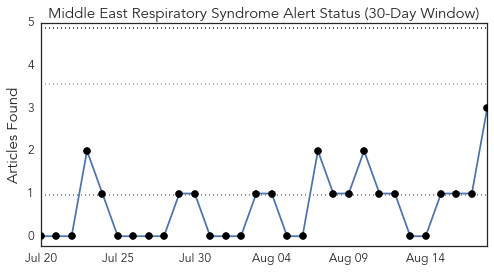 Middle East Respiratory Syndrome Alert Status (30-Day Window)
5
4
3
2
1
0
Articles Found
Jul 20 Jul 25 Jul 30 Aug 04 Aug 09 Aug 14